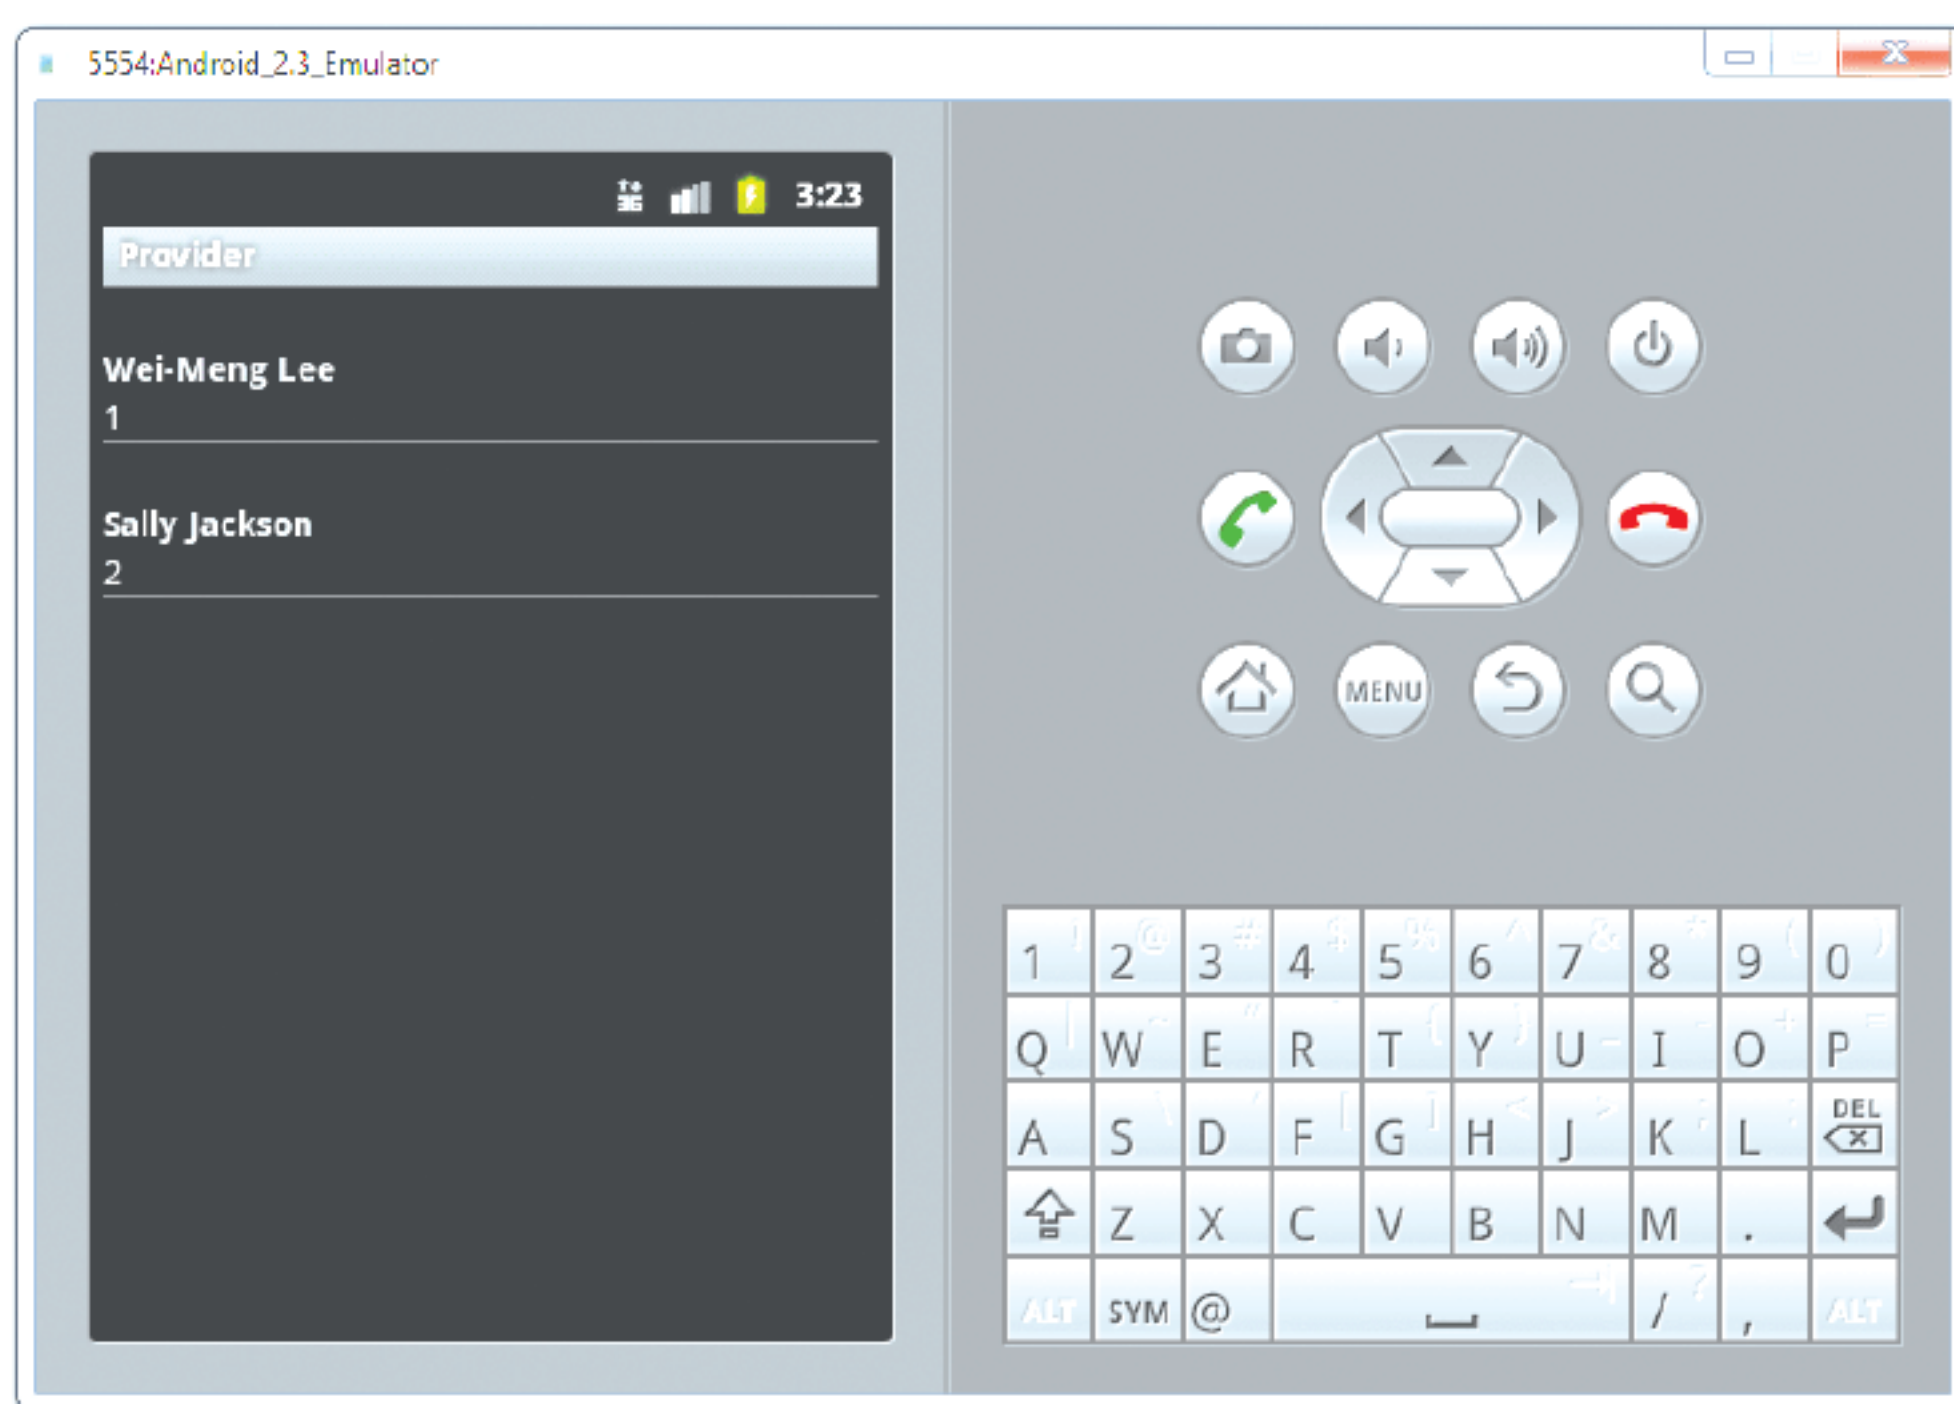 5554:Android_2.3_Emulator
3G 3:23
Provider
Wei-Meng Lee
1
Sally Jackson
2
MENU
1 2 @ 3 # 4 $ 5 % 6 ^ 7 & 8 * 9 ( 0 )
Q | W ~ E " R T { Y } U _ I - O + P =
A S \ D ' F [ G ] H < J > K ; L : DEL
Z X C V B N M .
ALT SYM @ / ? , ALT